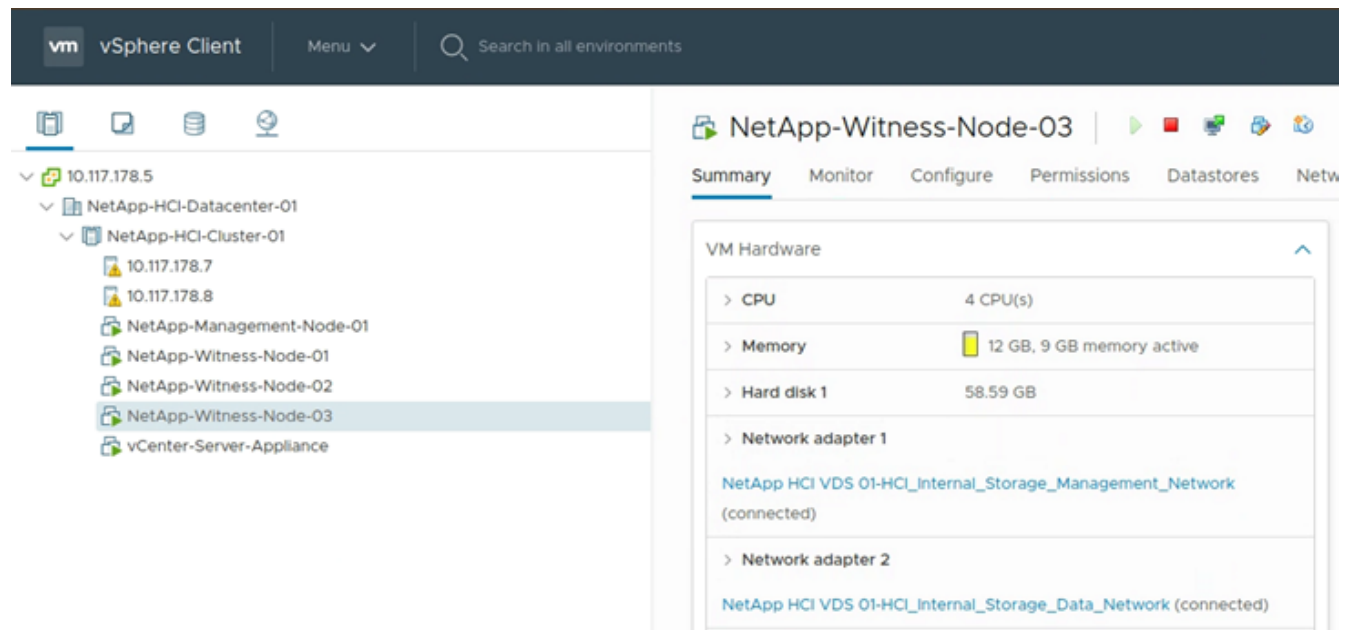 vm vSphere Client Menu Search in all environments
10.117.178.5
NetApp-HCI-Datacenter-01
NetApp-HCI-Cluster-01
10.117.178.7
10.117.178.8
NetApp-Management-Node-01
NetApp-Witness-Node-01
NetApp-Witness-Node-02
NetApp-Witness-Node-03
vCenter-Server-Appliance
NetApp-Witness-Node-03
Summary Monitor Configure Permissions Datastores Netw
VM Hardware
CPU 4 CPU(s)
Memory 12 GB, 9 GB memory active
Hard disk 1 58.59 GB
Network adapter 1
NetApp HCI VDS 01-HCI_Internal_Storage_Management_Network
(connected)
Network adapter 2
NetApp HCI VDS 01-HCI_Internal_Storage_Data_Network (connected)